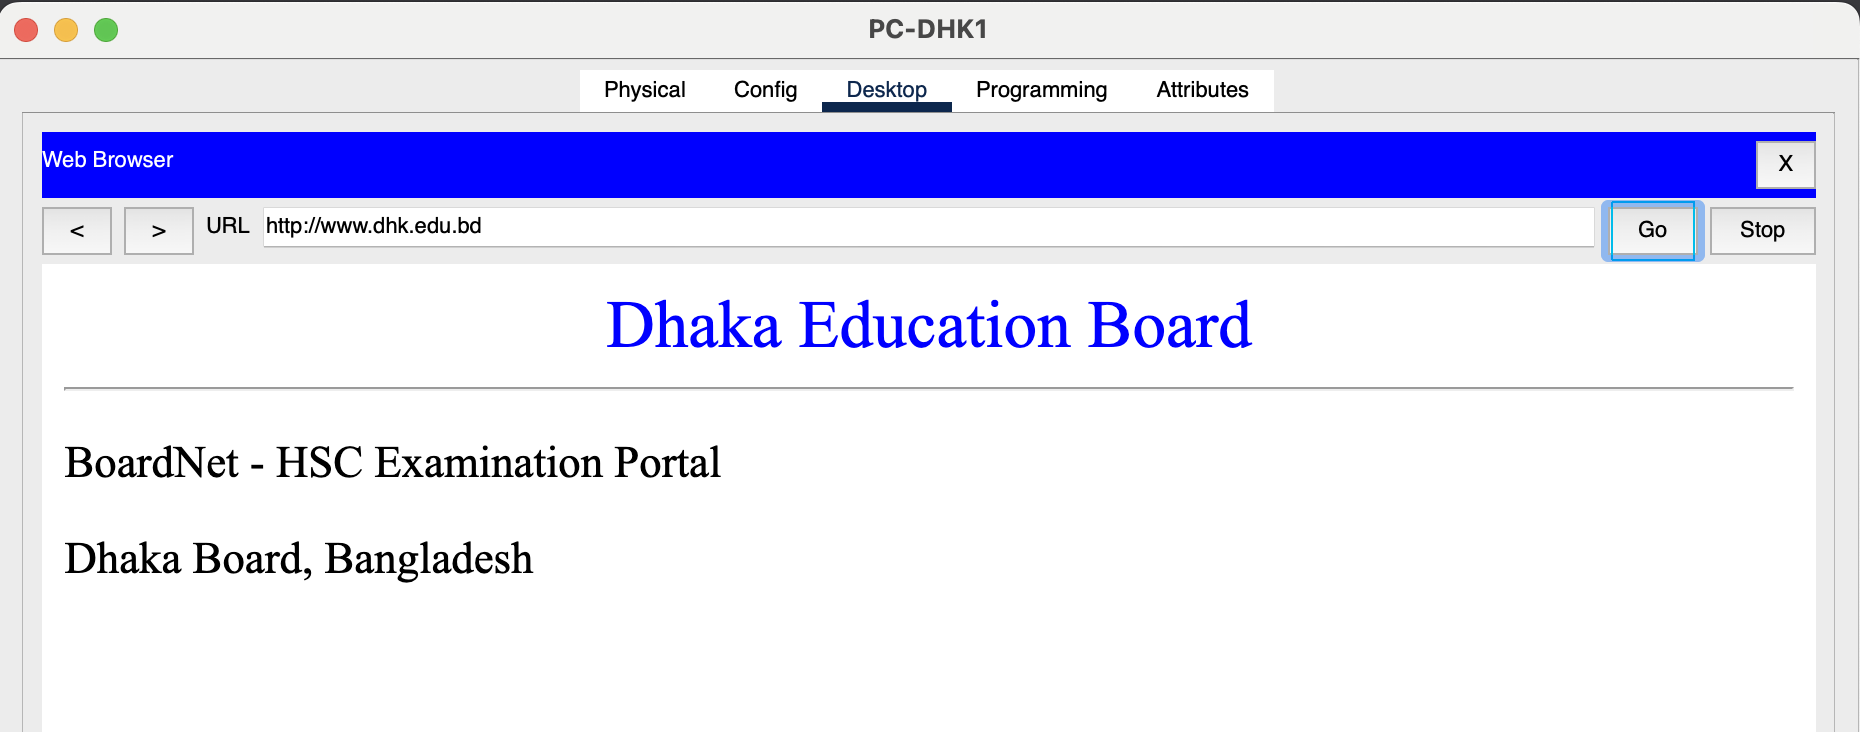 PC-DHK1
Physical Config Desktop Programming Attributes
Web Browser
X
< > URL http://www.dhk.edu.bd Go Stop
Dhaka Education Board
BoardNet - HSC Examination Portal
Dhaka Board, Bangladesh